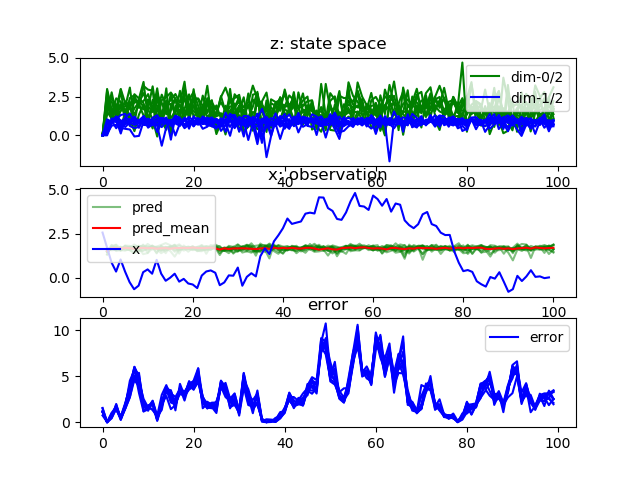 z: state space
5.0
2.5
0.0
dim-0/2
dim-1/2
0 20 40 60 80 100
x: observation
5.0
2.5
0.0
pred
pred_mean
x
0 20 40 60 80 100
error
10
5
0
error
0 20 40 60 80 100